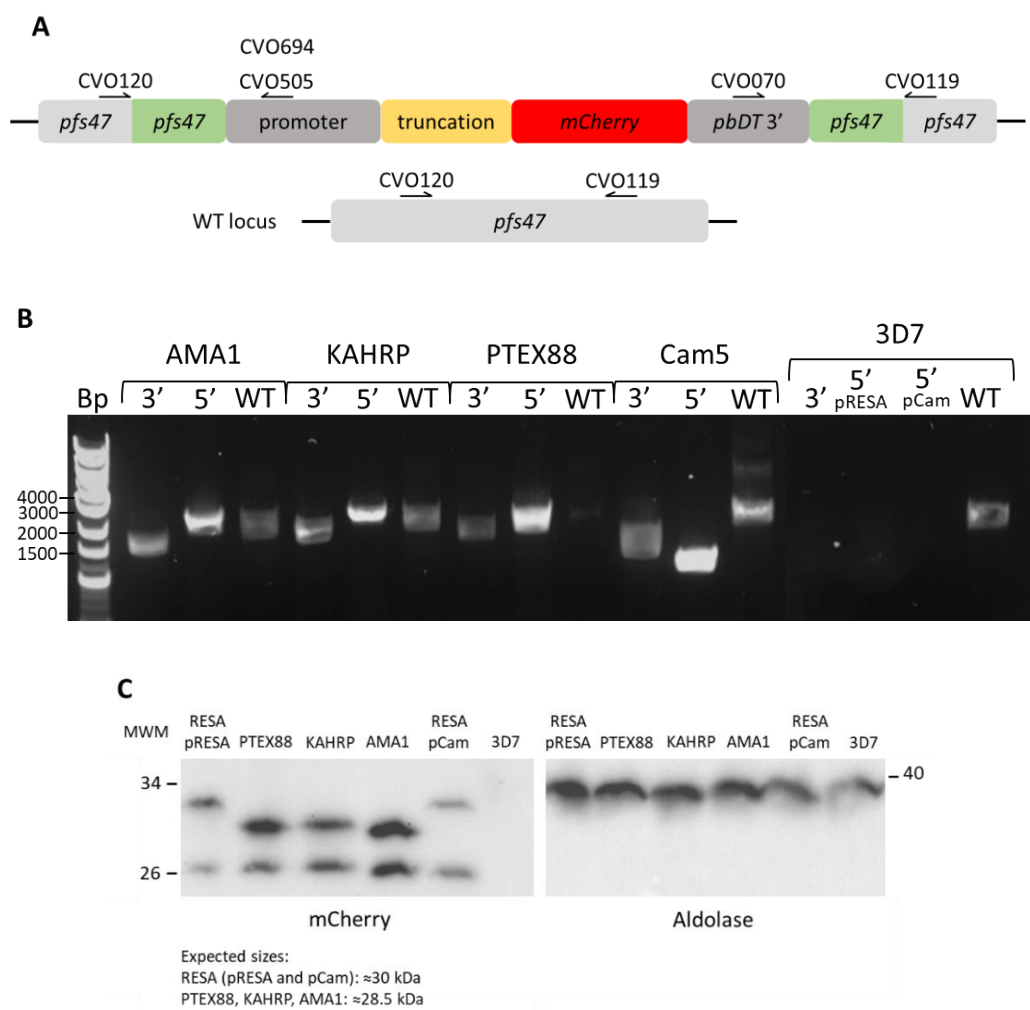 A
CVO694
CVO120 CVO505 CVO070 CVO119
pfs47 pfs47 promoter truncation mCherry pbDT 3’ pfs47 pfs47
CVO120 CVO119
WT locus pfs47
B
AMA1 KAHRP PTEX88 Cam5 3D7
Bp 3’ 5’ WT 3’ 5’ WT 3’ 5’ WT 3’ 5’ WT 3’ 5’ pRESA 5’ pCam WT
4000
3000
2000
1500
C
MWM RESA pRESA PTEX88 KAHRP AMA1 RESA pCam 3D7 RESA pRESA PTEX88 KAHRP AMA1 RESA pCam 3D7
34 – – 40
26 –
mCherry Aldolase
Expected sizes:
RESA (pRESA and pCam): ≈30 kDa
PTEX88, KAHRP, AMA1: ≈28.5 kDa